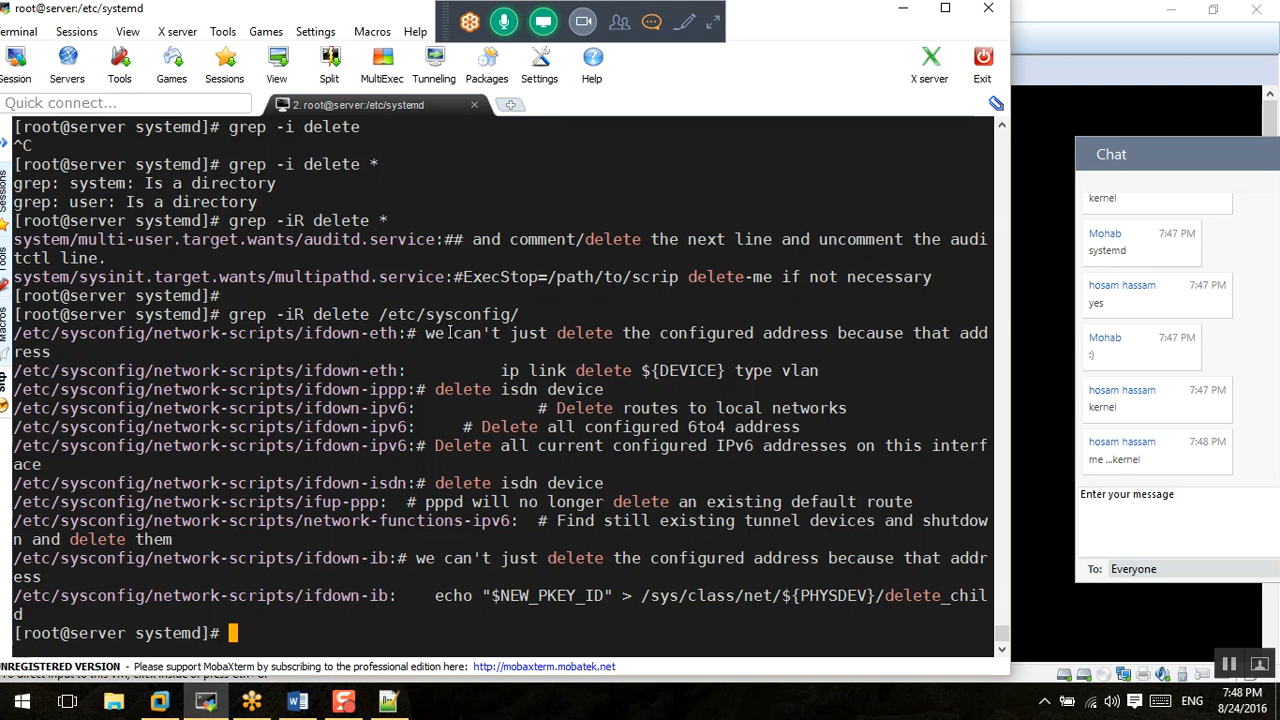 root@server:/etc/systemd
Terminal Sessions View X server Tools Games Settings Macros Help
Session Servers Tools Games Sessions View Split MultiExec Tunneling Packages Settings Help X server Exit
Quick connect...
2. root@server:/etc/systemd
[root@server systemd]# grep -i delete
^C
[root@server systemd]# grep -i delete *
grep: system: Is a directory
grep: user: Is a directory
[root@server systemd]# grep -iR delete *
system/multi-user.target.wants/auditd.service:## and comment/delete the next line and uncomment the audi
tctl line.
system/sysinit.target.wants/multipathd.service:#ExecStop=/path/to/scrip delete-me if not necessary
[root@server systemd]#
[root@server systemd]# grep -iR delete /etc/sysconfig/
/etc/sysconfig/network-scripts/ifdown-eth:# we can't just delete the configured address because that add
ress
/etc/sysconfig/network-scripts/ifdown-eth:          ip link delete ${DEVICE} type vlan
/etc/sysconfig/network-scripts/ifdown-ippp:# delete isdn device
/etc/sysconfig/network-scripts/ifdown-ipv6:             # Delete routes to local networks
/etc/sysconfig/network-scripts/ifdown-ipv6:     # Delete all configured 6to4 address
/etc/sysconfig/network-scripts/ifdown-ipv6:# Delete all current configured IPv6 addresses on this interf
ace
/etc/sysconfig/network-scripts/ifdown-isdn:# delete isdn device
/etc/sysconfig/network-scripts/ifup-ppp:  # pppd will no longer delete an existing default route
/etc/sysconfig/network-scripts/network-functions-ipv6:  # Find still existing tunnel devices and shutdow
n and delete them
/etc/sysconfig/network-scripts/ifdown-ib:# we can't just delete the configured address because that addr
ess
/etc/sysconfig/network-scripts/ifdown-ib:    echo "$NEW_PKEY_ID" > /sys/class/net/${PHYSDEV}/delete_chil
d
[root@server systemd]#
Sessions
Tools
Macros
Sftp
UNREGISTERED VERSION - Please support MobaXterm by subscribing to the professional edition here: http://mobaxterm.mobatek.net
Chat
kernel
Mohab 7:47 PM
systemd
hosam hassam 7:47 PM
yes
Mohab 7:47 PM
:)
hosam hassam 7:47 PM
kernel
hosam hassam 7:48 PM
me ...kernel
Enter your message
To: Everyone
ENG
7:48 PM
8/24/2016